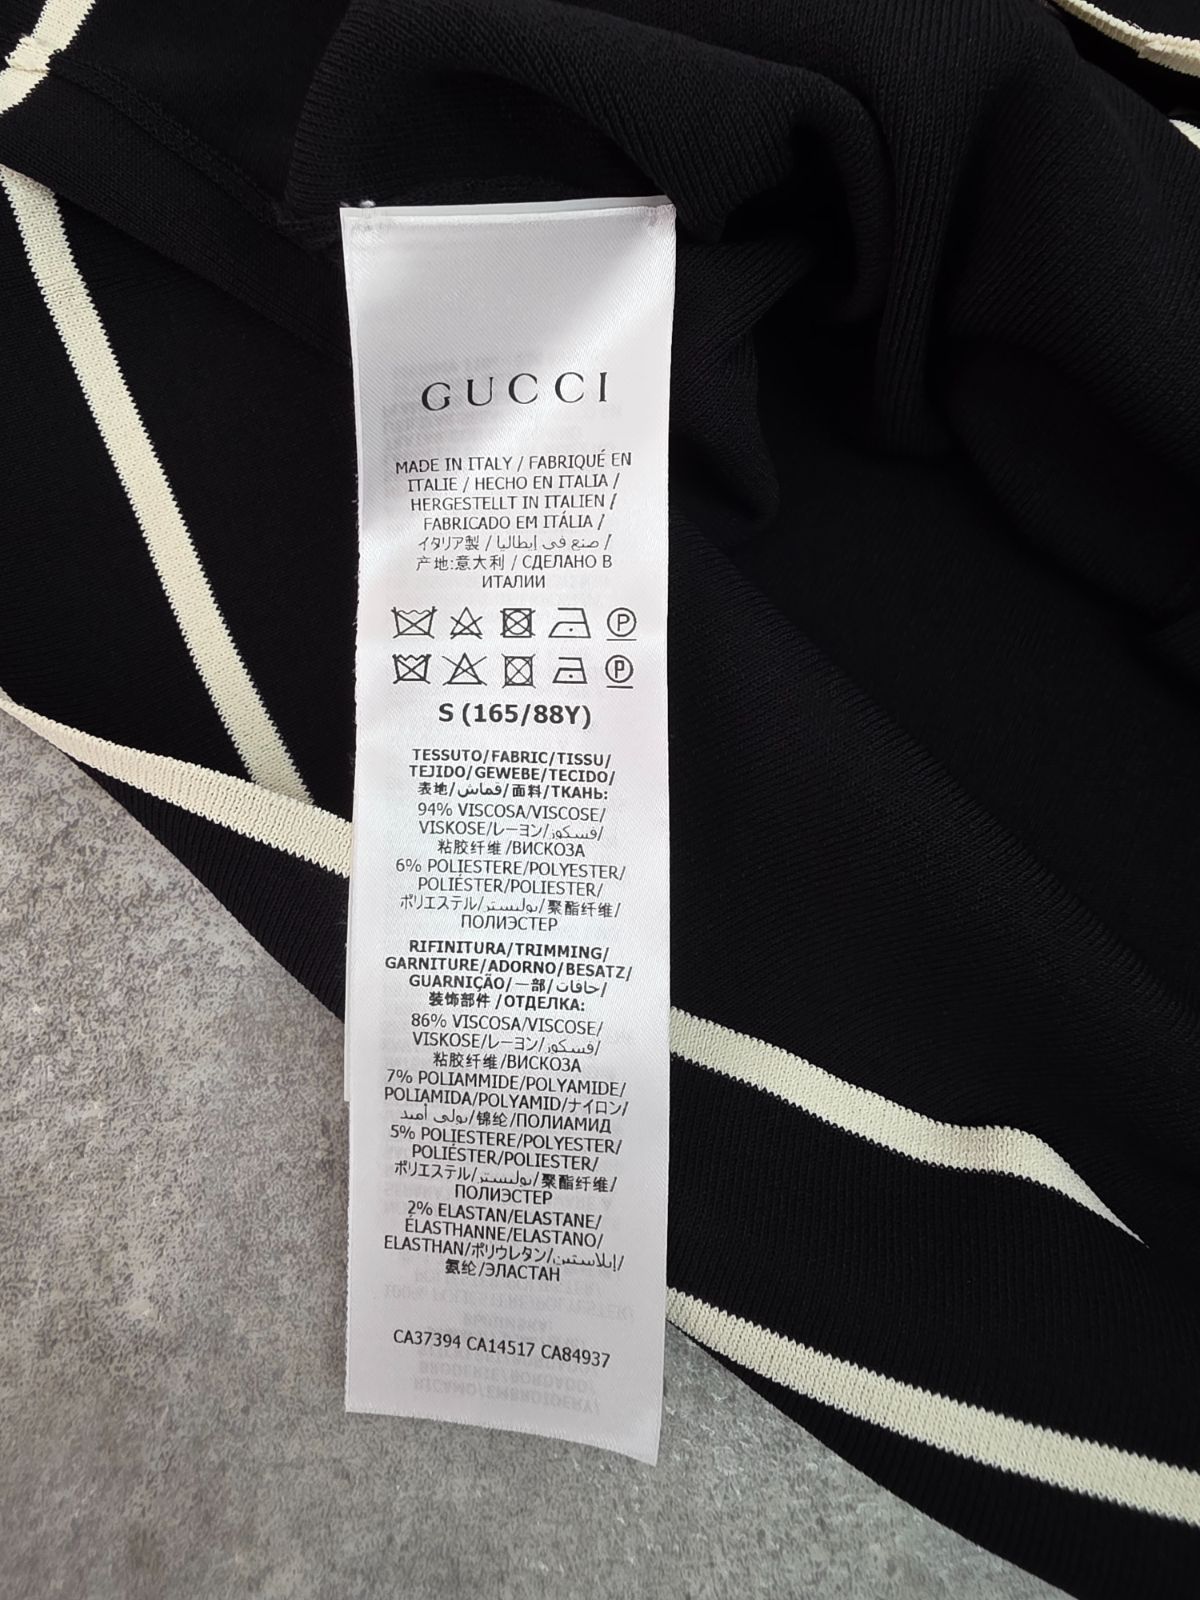 GUCCI
MADE IN ITALY / FABRIQUÉ EN
ITALIE / HECHO EN ITALIA /
HERGESTELLT IN ITALIEN /
FABRICADO EM ITÁLIA /
イタリア製 / صنع في إيطاليا /
产地:意大利 / СДЕЛАНО В
ИТАЛИИ
P
P
S (165/88Y)
TESSUTO/FABRIC/TISSU/
TEJIDO/GEWEBE/TECIDO/
表地/قماش/面料/ТКАНЬ:
94% VISCOSA/VISCOSE/
VISKOSE/レーヨン/فسكوز/
粘胶纤维/ВИСКОЗА
6% POLIESTERE/POLYESTER/
POLIÉSTER/POLIESTER/
ポリエステル/بوليستر/聚酯纤维/
ПОЛИЭСТЕР
RIFINITURA/TRIMMING/
GARNITURE/ADORNO/BESATZ/
GUARNIÇÃO/一部/حافات/
装饰部件/ОТДЕЛКА:
86% VISCOSA/VISCOSE/
VISKOSE/レーヨン/فسكوز/
粘胶纤维/ВИСКОЗА
7% POLIAMMIDE/POLYAMIDE/
POLIAMIDA/POLYAMID/ナイロン/
بولي أميد/锦纶/ПОЛИАМИД
5% POLIESTERE/POLYESTER/
POLIÉSTER/POLIESTER/
ポリエステル/بوليستر/聚酯纤维/
ПОЛИЭСТЕР
2% ELASTAN/ELASTANE/
ÉLASTHANNE/ELASTANO/
ELASTHAN/ポリウレタン/إيلاستين/
氨纶/ЭЛАСТАН
CA37394 CA14517 CA84937